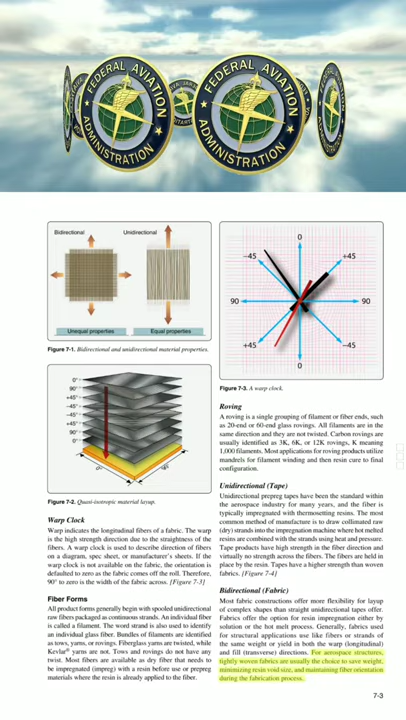 FEDERAL AVIATION
ADMINISTRATION
FEDERAL AVIATION
ADMINISTRATION
Bidirectional
Unidirectional
Unequal properties
Equal properties
Figure 7-1. Bidirectional and unidirectional material properties.
0°
90°
+45°
−45°
−45°
+45°
90°
0°
0°
90°
Figure 7-2. Quasi-isotropic material layup.
Warp Clock
Warp indicates the longitudinal fibers of a fabric. The warp
is the high strength direction due to the straightness of the
fibers. A warp clock is used to describe direction of fibers
on a diagram, spec sheet, or manufacturer's sheets. If the
warp clock is not available on the fabric, the orientation is
defaulted to zero as the fabric comes off the roll. Therefore,
90° to zero is the width of the fabric across. [Figure 7-3]
Fiber Forms
All product forms generally begin with spooled unidirectional
raw fibers packaged as continuous strands. An individual fiber
is called a filament. The word strand is also used to identify
an individual glass fiber. Bundles of filaments are identified
as tows, yarns, or rovings. Fiberglass yarns are twisted, while
Kevlar® yarns are not. Tows and rovings do not have any
twist. Most fibers are available as dry fiber that needs to
be impregnated (impreg) with a resin before use or prepreg
materials where the resin is already applied to the fiber.
0
−45
+45
90
90
+45
−45
0
Figure 7-3. A warp clock.
Roving
A roving is a single grouping of filament or fiber ends, such
as 20-end or 60-end glass rovings. All filaments are in the
same direction and they are not twisted. Carbon rovings are
usually identified as 3K, 6K, or 12K rovings, K meaning
1,000 filaments. Most applications for roving products utilize
mandrels for filament winding and then resin cure to final
configuration.
Unidirectional (Tape)
Unidirectional prepreg tapes have been the standard within
the aerospace industry for many years, and the fiber is
typically impregnated with thermosetting resins. The most
common method of manufacture is to draw collimated raw
(dry) strands into the impregnation machine where hot melted
resins are combined with the strands using heat and pressure.
Tape products have high strength in the fiber direction and
virtually no strength across the fibers. The fibers are held in
place by the resin. Tapes have a higher strength than woven
fabrics. [Figure 7-4]
Bidirectional (Fabric)
Most fabric constructions offer more flexibility for layup
of complex shapes than straight unidirectional tapes offer.
Fabrics offer the option for resin impregnation either by
solution or the hot melt process. Generally, fabrics used
for structural applications use like fibers or strands of
the same weight or yield in both the warp (longitudinal)
and fill (transverse) directions. For aerospace structures,
tightly woven fabrics are usually the choice to save weight,
minimizing resin void size, and maintaining fiber orientation
during the fabrication process.
7-3